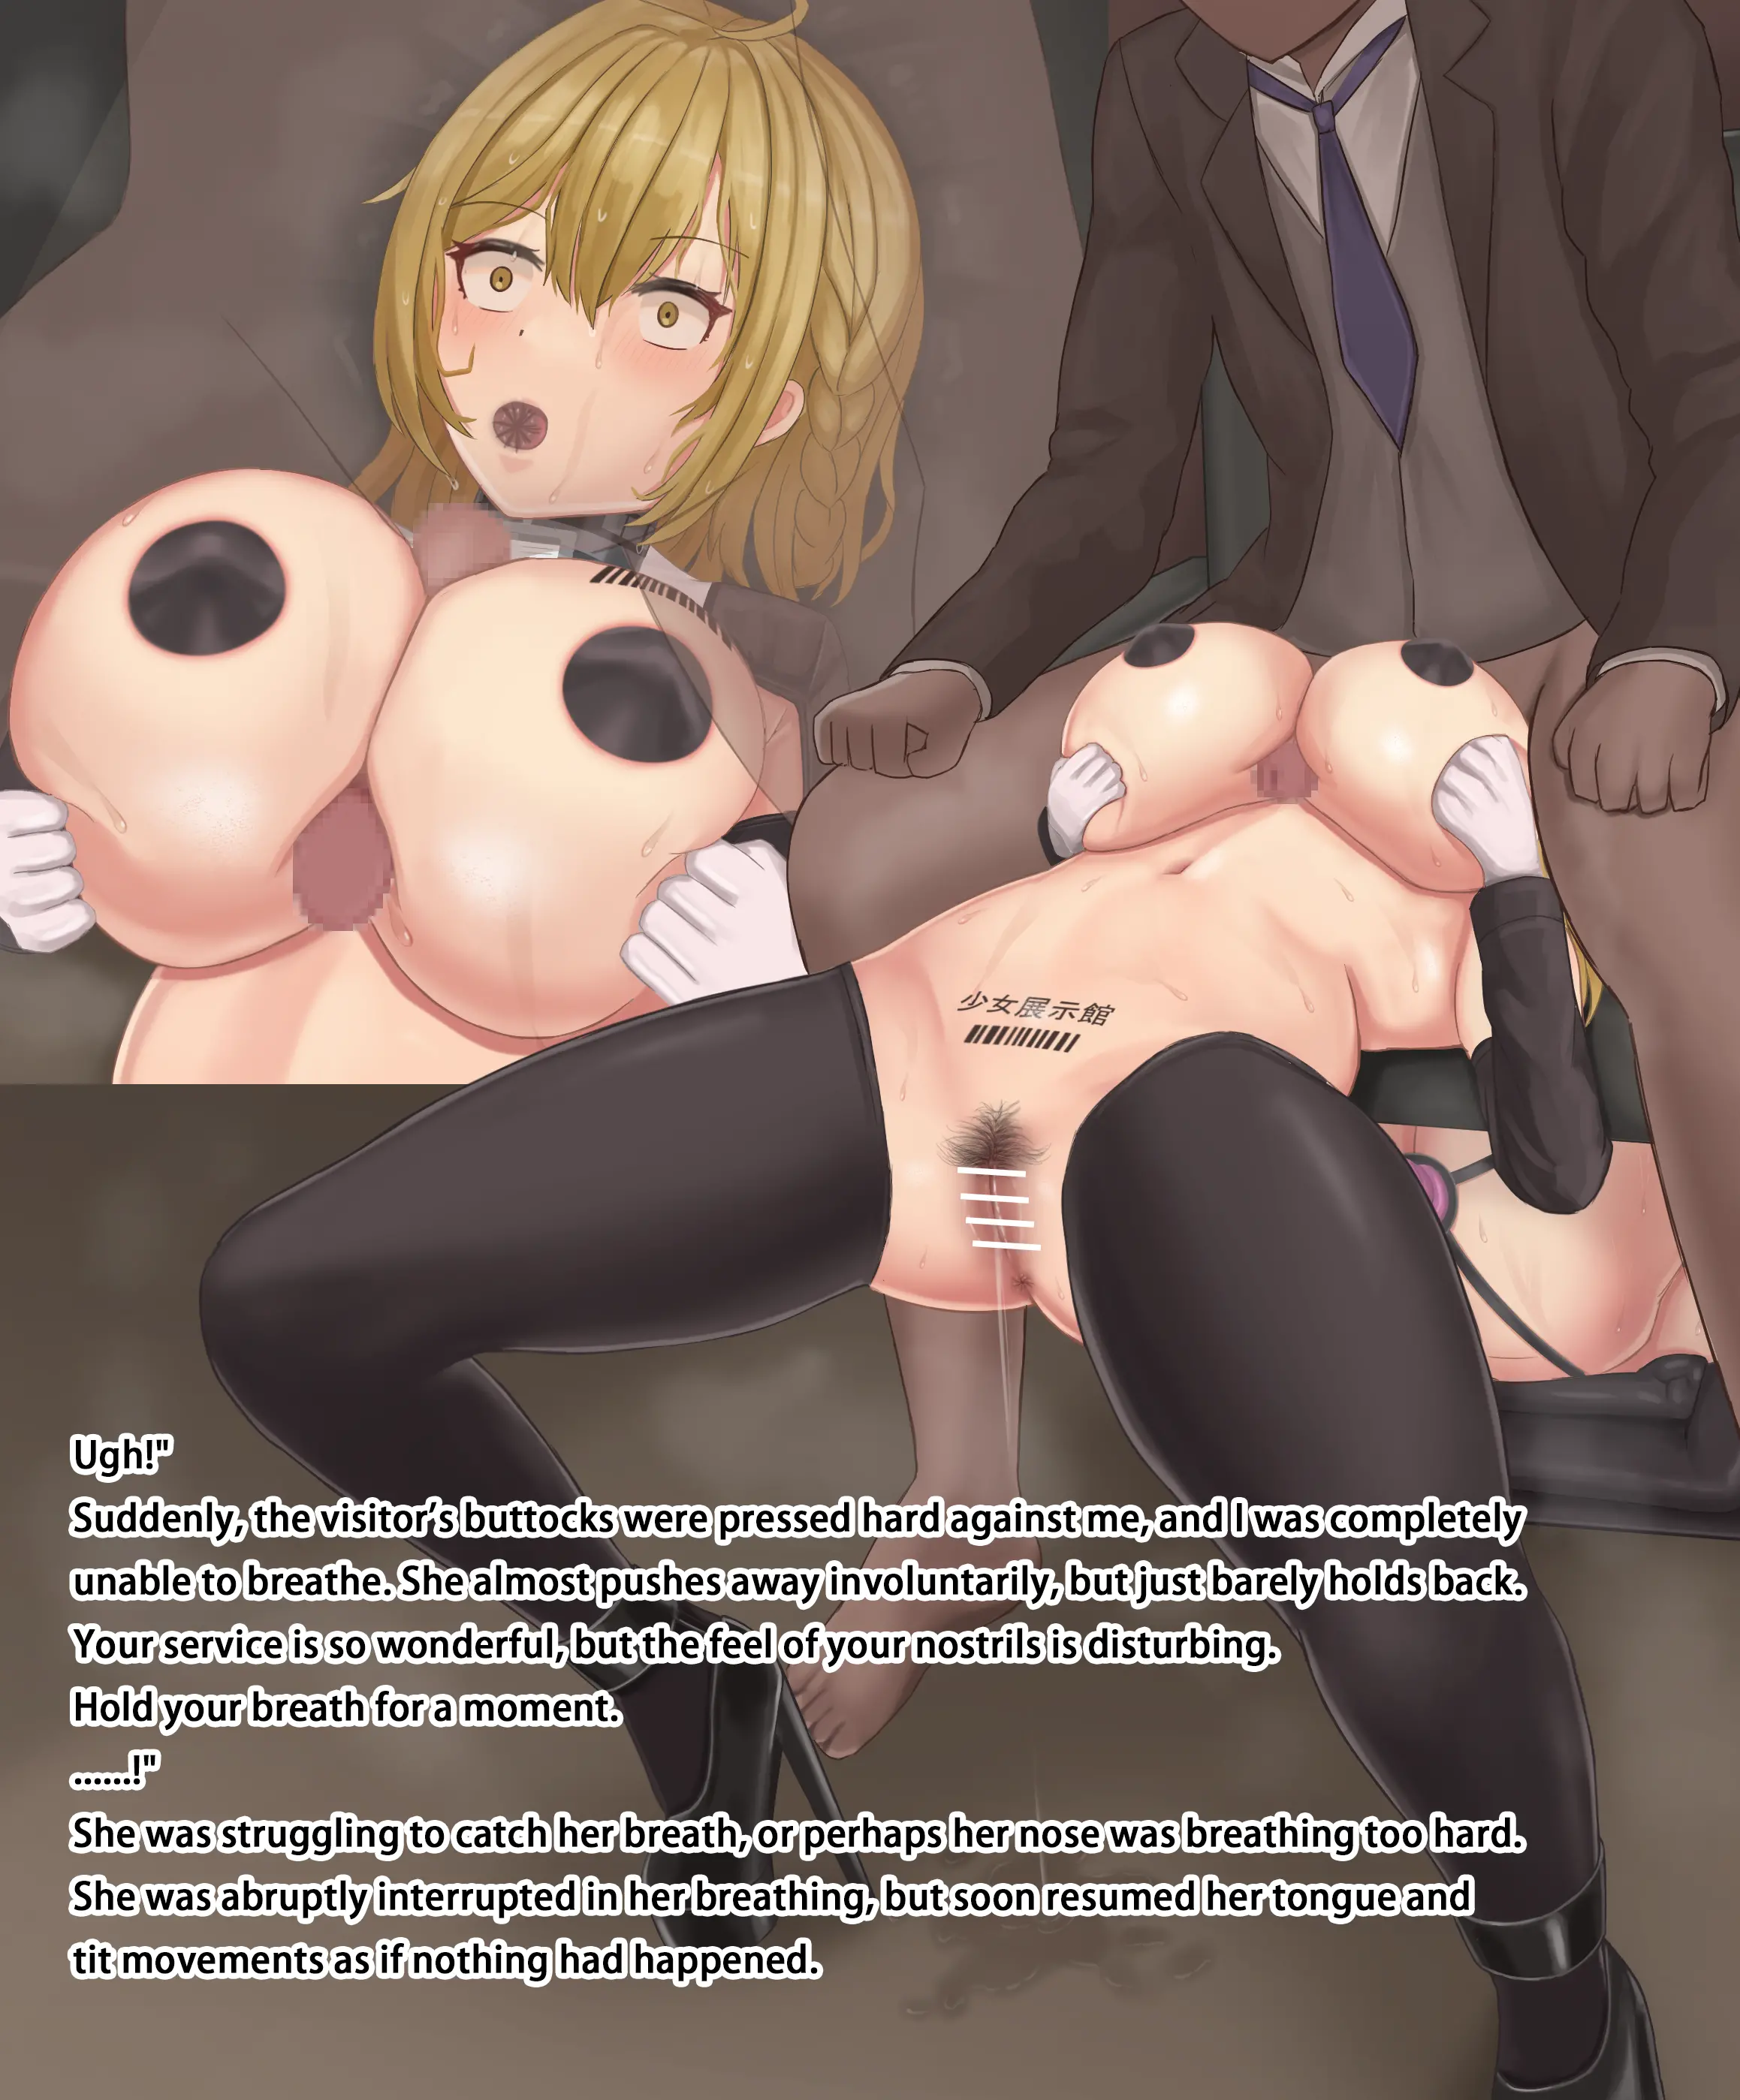 少女展示館
Ugh!"
Suddenly, the visitor's buttocks were pressed hard against me, and I was completely
unable to breathe. She almost pushes away involuntarily, but just barely holds back.
Your service is so wonderful, but the feel of your nostrils is disturbing.
Hold your breath for a moment.
......!"
She was struggling to catch her breath, or perhaps her nose was breathing too hard.
She was abruptly interrupted in her breathing, but soon resumed her tongue and
tit movements as if nothing had happened.